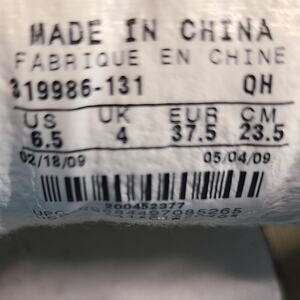 MADE IN CHINA
FABRIQUE EN CHINE
319986-131 QH
US UK EUR CM
6.5 4 37.5 23.5
02/18/09 05/04/09
200452377